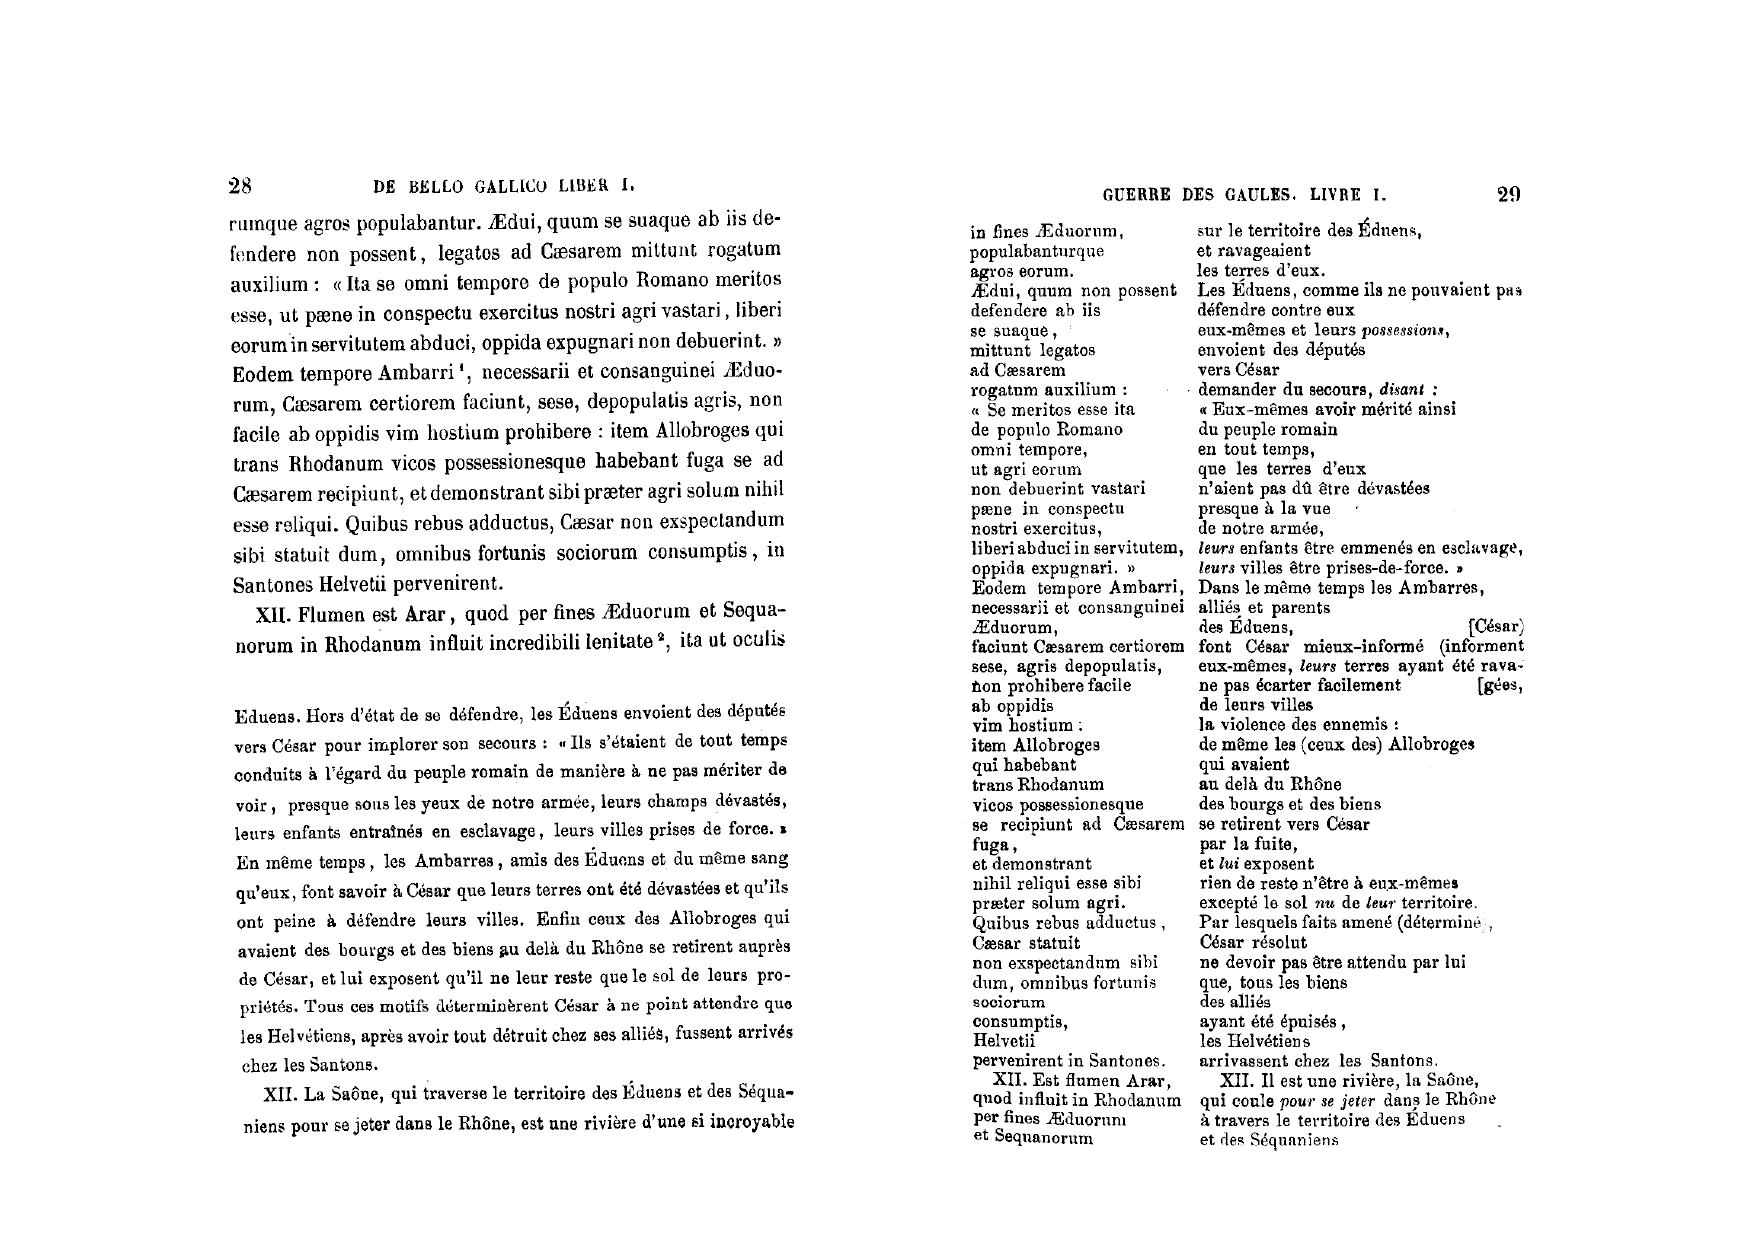 28 DE BELLO GALLICO LIBER I.
rumque agros populabantur. Ædui, quum se suaque ab iis de-
fendere non possent, legatos ad Cæsarem mittunt rogatum
auxilium : « Ita se omni tempore de populo Romano meritos
esse, ut pæne in conspectu exercitus nostri agri vastari, liberi
eorum in servitutem abduci, oppida expugnari non debuerint. »
Eodem tempore Ambarri ¹, necessarii et consanguinei Æduo-
rum, Cæsarem certiorem faciunt, sese, depopulatis agris, non
facile ab oppidis vim hostium prohibere : item Allobroges qui
trans Rhodanum vicos possessionesque habebant fuga se ad
Cæsarem recipiunt, et demonstrant sibi præter agri solum nihil
esse reliqui. Quibus rebus adductus, Cæsar non exspectandum
sibi statuit dum, omnibus fortunis sociorum consumptis, in
Santones Helvetii pervenirent.
XII. Flumen est Arar, quod per fines Æduorum et Sequa-
norum in Rhodanum influit incredibili lenitate ², ita ut oculis
Eduens. Hors d'état de se défendre, les Éduens envoient des députés
vers César pour implorer son secours : « Ils s'étaient de tout temps
conduits à l'égard du peuple romain de manière à ne pas mériter de
voir, presque sous les yeux de notre armée, leurs champs dévastés,
leurs enfants entraînés en esclavage, leurs villes prises de force. »
En même temps, les Ambarres, amis des Éduens et du même sang
qu'eux, font savoir à César que leurs terres ont été dévastées et qu'ils
ont peine à défendre leurs villes. Enfin ceux des Allobroges qui
avaient des bourgs et des biens au delà du Rhône se retirent auprès
de César, et lui exposent qu'il ne leur reste que le sol de leurs pro-
priétés. Tous ces motifs déterminèrent César à ne point attendre que
les Helvétiens, après avoir tout détruit chez ses alliés, fussent arrivés
chez les Santons.
XII. La Saône, qui traverse le territoire des Éduens et des Séqua-
niens pour se jeter dans le Rhône, est une rivière d'une si incroyable
GUERRE DES GAULES. LIVRE I. 29
in fines Æduorum, sur le territoire des Éduens,
populabanturque et ravageaient
agros eorum. les terres d'eux.
Ædui, quum non possent Les Éduens, comme ils ne pouvaient pas
defendere ab iis défendre contre eux
se suaque, eux-mêmes et leurs possessions,
mittunt legatos envoient des députés
ad Cæsarem vers César
rogatum auxilium : demander du secours, disant :
« Se meritos esse ita « Eux-mêmes avoir mérité ainsi
de populo Romano du peuple romain
omni tempore, en tout temps,
ut agri eorum que les terres d'eux
non debuerint vastari n'aient pas dû être dévastées
pæne in conspectu presque à la vue
nostri exercitus, de notre armée,
liberi abduci in servitutem, leurs enfants être emmenés en esclavage,
oppida expugnari. » leurs villes être prises-de-force. »
Eodem tempore Ambarri, Dans le même temps les Ambarres,
necessarii et consanguinei alliés et parents
Æduorum, des Éduens, [César)
faciunt Cæsarem certiorem font César mieux-informé (informent
sese, agris depopulatis, eux-mêmes, leurs terres ayant été rava-
non prohibere facile ne pas écarter facilement [gées,
ab oppidis de leurs villes
vim hostium : la violence des ennemis :
item Allobroges de même les (ceux des) Allobroges
qui habebant qui avaient
trans Rhodanum au delà du Rhône
vicos possessionesque des bourgs et des biens
se recipiunt ad Cæsarem se retirent vers César
fuga, par la fuite,
et demonstrant et lui exposent
nihil reliqui esse sibi rien de reste n'être à eux-mêmes
præter solum agri. excepté le sol nu de leur territoire.
Quibus rebus adductus, Par lesquels faits amené (déterminé),
Cæsar statuit César résolut
non exspectandum sibi ne devoir pas être attendu par lui
dum, omnibus fortunis que, tous les biens
sociorum des alliés
consumptis, ayant été épuisés,
Helvetii les Helvétiens
pervenirent in Santones. arrivassent chez les Santons.
XII. Est flumen Arar, XII. Il est une rivière, la Saône,
quod influit in Rhodanum qui coule pour se jeter dans le Rhône
per fines Æduorum à travers le territoire des Éduens
et Sequanorum et des Séquaniens